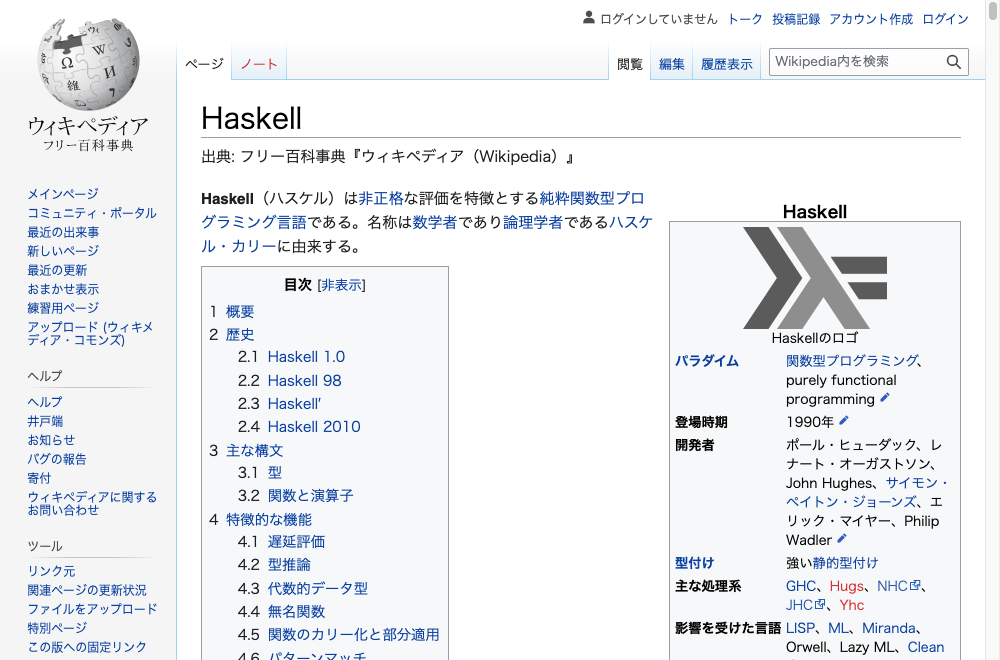 ログインしていません トーク 投稿記録 アカウント作成 ログイン
ページ ノート 閲覧 編集 履歴表示 Wikipedia内を検索
ウィキペディア
フリー百科事典
メインページ
コミュニティ・ポータル
最近の出来事
新しいページ
最近の更新
おまかせ表示
練習用ページ
アップロード (ウィキメ
ディア・コモンズ)
ヘルプ
ヘルプ
井戸端
お知らせ
バグの報告
寄付
ウィキペディアに関する
お問い合わせ
ツール
リンク元
関連ページの更新状況
ファイルをアップロード
特別ページ
この版への固定リンク
Haskell
出典: フリー百科事典『ウィキペディア（Wikipedia）』
Haskell（ハスケル）は非正格な評価を特徴とする純粋関数型プロ
グラミング言語である。名称は数学者であり論理学者であるハスケ
ル・カリーに由来する。
目次 [非表示]
1 概要
2 歴史
2.1 Haskell 1.0
2.2 Haskell 98
2.3 Haskell′
2.4 Haskell 2010
3 主な構文
3.1 型
3.2 関数と演算子
4 特徴的な機能
4.1 遅延評価
4.2 型推論
4.3 代数的データ型
4.4 無名関数
4.5 関数のカリー化と部分適用
4.6 パターンマッチ
Haskell
Haskellのロゴ
パラダイム 関数型プログラミング、
purely functional
programming
登場時期 1990年
開発者 ポール・ヒューダック、レ
ナート・オーガストソン、
John Hughes、サイモン・
ペイトン・ジョーンズ、エ
リック・マイヤー、Philip
Wadler
型付け 強い静的型付け
主な処理系 GHC、Hugs、NHC、
JHC、Yhc
影響を受けた言語 LISP、ML、Miranda、
Orwell、Lazy ML、Clean